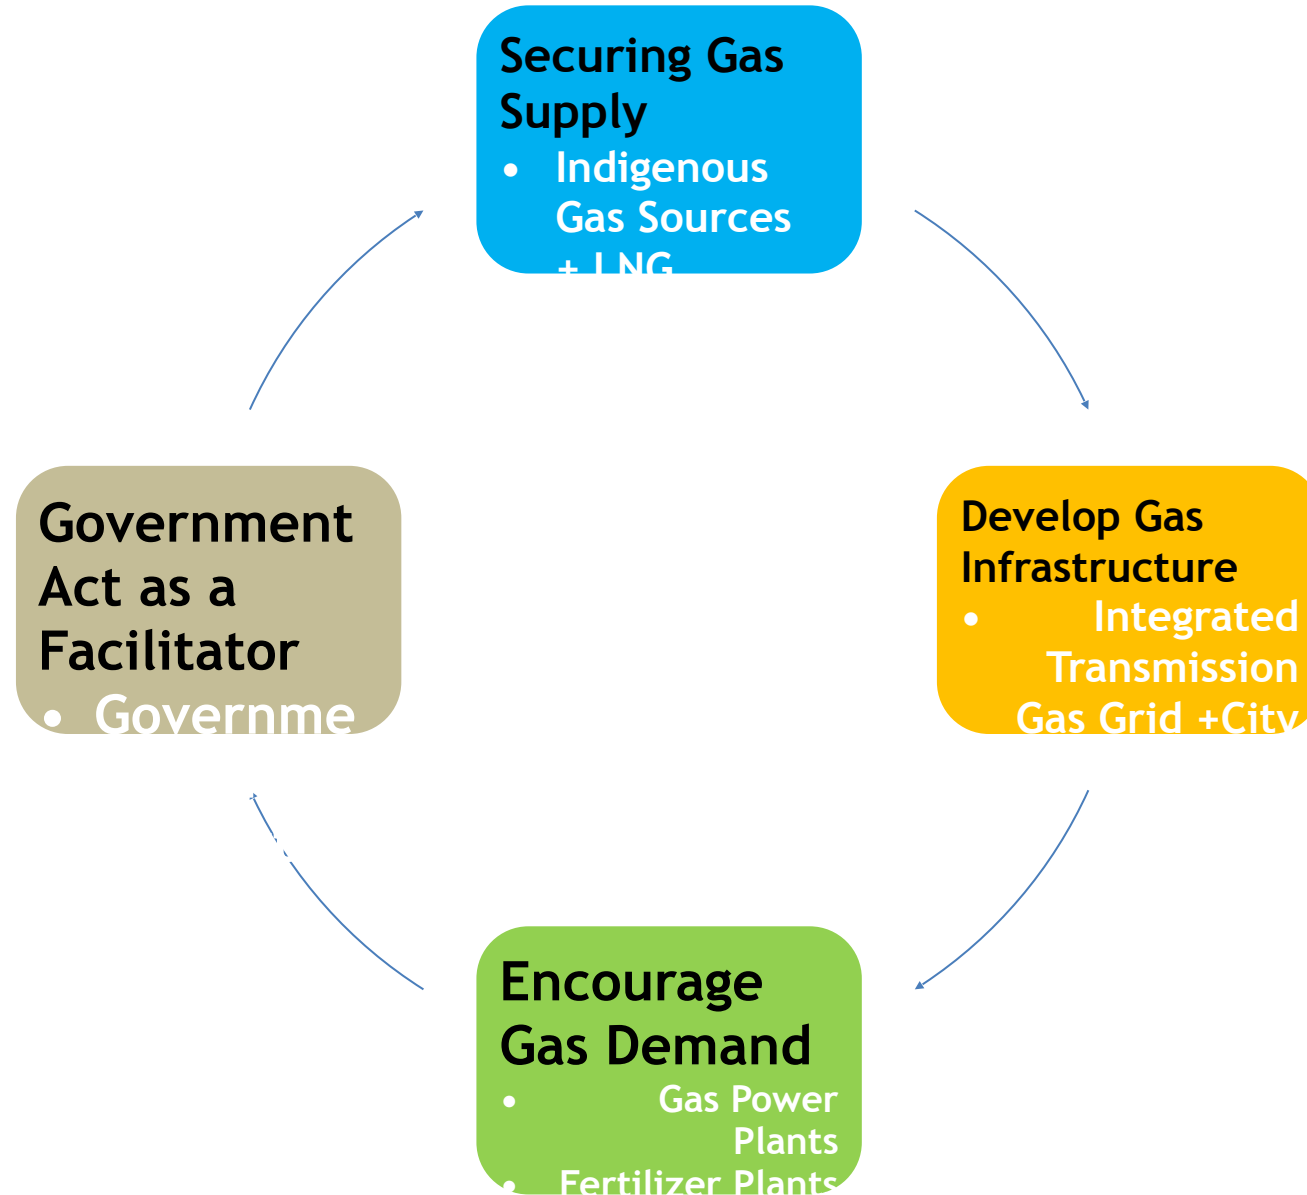 Securing Gas
Supply
• Indigenous
Gas Sources
+ LNG
Develop Gas
Infrastructure
• Integrated
Transmission
Gas Grid +City
Encourage
Gas Demand
• Gas Power
Plants
• Fertilizer Plants
Government
Act as a
Facilitator
• Governme